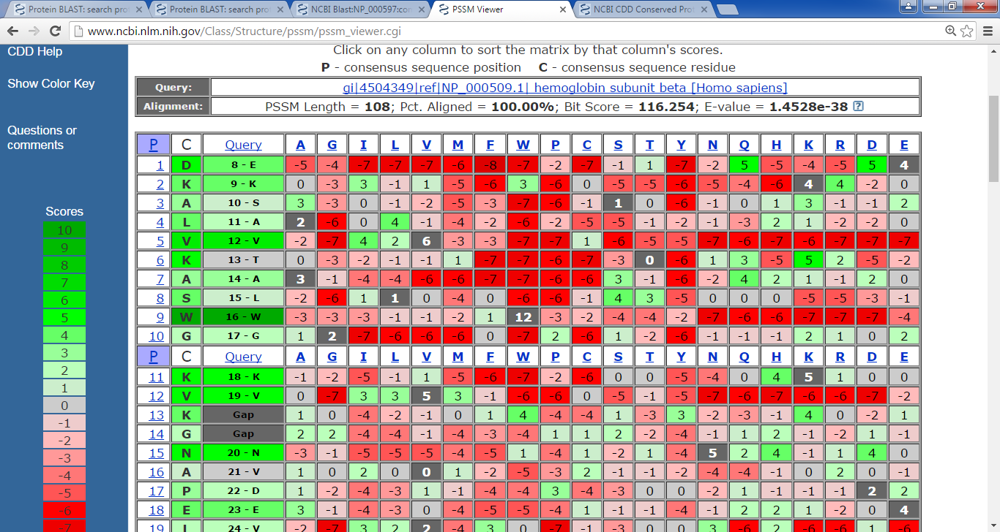 Protein BLAST: search pro
Protein BLAST: search pro
NCBI Blast:NP_000597:con
PSSM Viewer
NCBI CDD Conserved Prot
www.ncbi.nlm.nih.gov/Class/Structure/pssm/pssm_viewer.cgi
CDD Help
Show Color Key
Questions or
comments
Scores
10
9
8
7
6
5
4
3
2
1
0
-1
-2
-3
-4
-5
-6
-7
Click on any column to sort the matrix by that column's scores.
P - consensus sequence position C - consensus sequence residue
Query: gi|4504349|ref|NP_000509.1| hemoglobin subunit beta [Homo sapiens]
Alignment: PSSM Length = 108; Pct. Aligned = 100.00%; Bit Score = 116.254; E-value = 1.4528e-38 ?
P C Query A G I L V M F W P C S T Y N Q H K R D E
1 D 8 - E -5 -4 -7 -7 -7 -6 -8 -7 -2 -7 -1 1 -7 -2 5 -5 -4 -5 5 4
2 K 9 - K 0 -3 3 -1 1 -5 -6 3 -6 0 -5 -5 -6 -5 -4 -6 4 4 -2 0
3 A 10 - S 3 -3 0 -1 -2 -5 -3 -7 -6 -1 1 0 -6 -1 0 1 3 -1 -1 2
4 L 11 - A 2 -6 0 4 -1 -4 -2 -6 -2 -5 -5 -1 -2 -1 -3 2 1 -2 -2 0
5 V 12 - V -2 -7 4 2 6 -3 -3 -7 -7 1 -6 -5 -5 -7 -6 -7 -6 -7 -7 -7
6 K 13 - T 0 -3 -2 -1 -1 1 -7 -7 -6 -7 -3 0 -6 1 3 -5 5 2 -5 -2
7 A 14 - A 3 -1 -4 -4 -6 -6 -7 -7 -6 -6 3 -1 -6 -2 4 2 1 -1 2 0
8 S 15 - L -2 -6 1 1 0 -4 0 -6 -6 -1 4 3 -5 0 0 0 -5 -5 -3 -1
9 W 16 - W -3 -3 -3 -1 -1 -2 1 12 -3 -2 -4 -4 -2 -7 -6 -6 -7 -7 -7 -4
10 G 17 - G 1 2 -7 -6 -6 -6 0 -7 2 -6 1 -2 -6 -1 -1 -1 2 1 0 2
P C Query A G I L V M F W P C S T Y N Q H K R D E
11 K 18 - K -1 -2 -5 -1 1 -5 -6 -7 -2 -6 0 0 -5 -4 0 4 5 1 0 0
12 V 19 - V 0 -7 3 3 5 3 -1 -6 -6 0 -5 -1 -5 -7 -6 -7 -6 -6 -7 -2
13 K Gap 1 0 -4 -2 -1 0 1 4 -4 -4 1 -3 3 -2 -3 -1 4 0 -2 1
14 G Gap 2 2 -4 -4 -1 -4 -3 -4 1 1 2 -2 -4 -1 1 2 -1 -2 1 -1
15 N 20 - N -3 -1 -5 -5 -5 -4 -5 1 -4 1 -2 1 -4 5 2 4 -1 1 4 0
16 A 21 - V 1 0 2 0 0 1 -2 -5 -3 2 -1 -1 -2 -4 -4 -1 0 2 0 -1
17 P 22 - D 1 -2 -4 -3 1 -1 -4 -4 3 -4 -3 0 0 -2 1 -1 -1 -1 2 2
18 E 23 - E 3 -1 -4 -3 0 -4 -5 -5 -4 1 -1 -1 -4 -1 2 2 1 -2 0 4
19 I 24 - V -2 -7 3 2 2 -4 3 0 -7 -1 -3 0 0 3 -6 2 -6 -6 1 -6